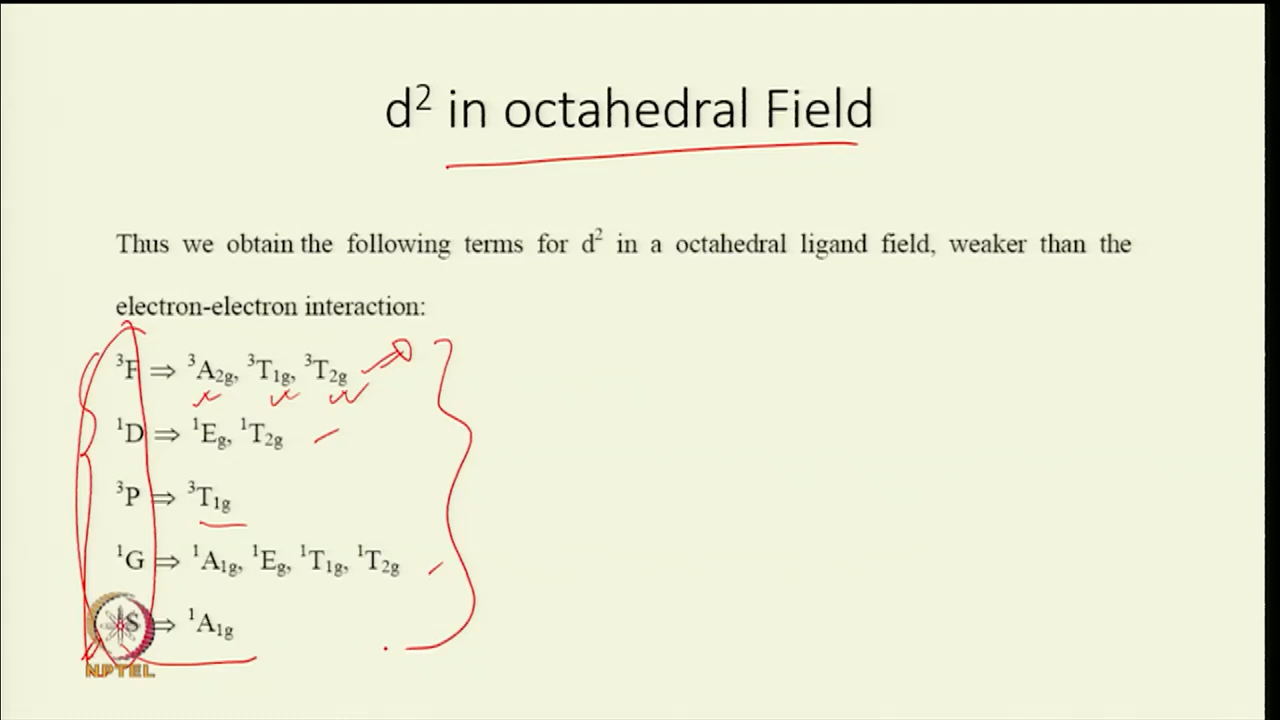 d² in octahedral Field
Thus we obtain the following terms for d² in a octahedral ligand field, weaker than the
electron-electron interaction:
³F ⇒ ³A₂g, ³T₁g, ³T₂g
¹D ⇒ ¹Eg, ¹T₂g
³P ⇒ ³T₁g
¹G ⇒ ¹A₁g, ¹Eg, ¹T₁g, ¹T₂g
S ⇒ ¹A₁g
NPTEL